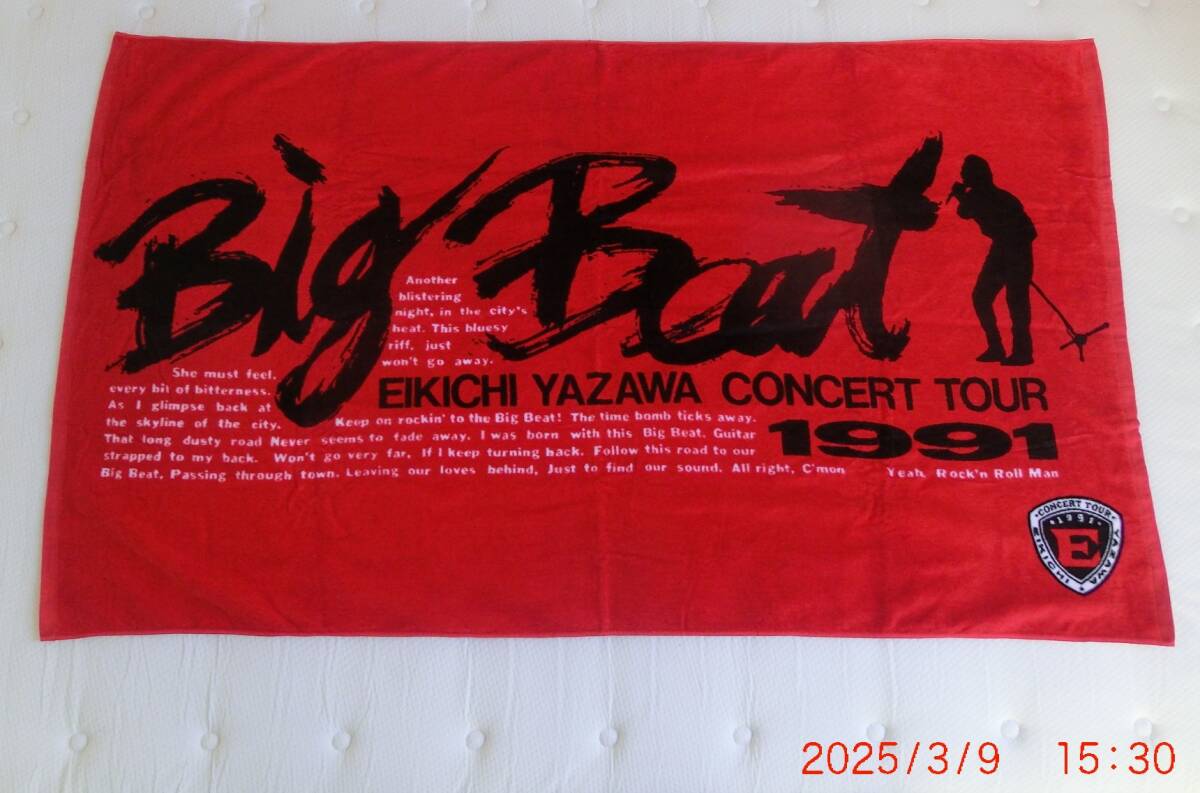 Big Beat
Another
blistering
night, in the city's
heat. This bluesy
riff, just
won't go away.
She must feel,
every bit of bitterness.
As I glimpse back at
the skyline of the city.
EIKICHI YAZAWA CONCERT TOUR
1991
Keep on rockin' to the Big Beat! The time bomb ticks away.
That long dusty road Never seems to fade away. I was born with this Big Beat. Guitar
strapped to my back. Won't go very far, If I keep turning back. Follow this road to our
Big Beat, Passing through town. Leaving our loves behind, Just to find our sound. All right, C'mon Yeah, Rock'n Roll Man
•CONCERT TOUR•
•1991•
E
EIKICHI • YAZAWA
2025/3/9 15:30